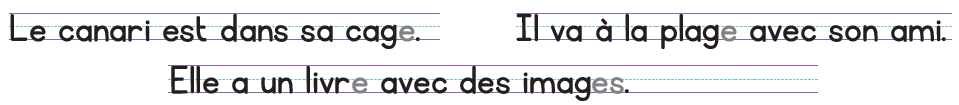 Le canari est dans sa cage.
Il va à la plage avec son ami.
Elle a un livre avec des images.